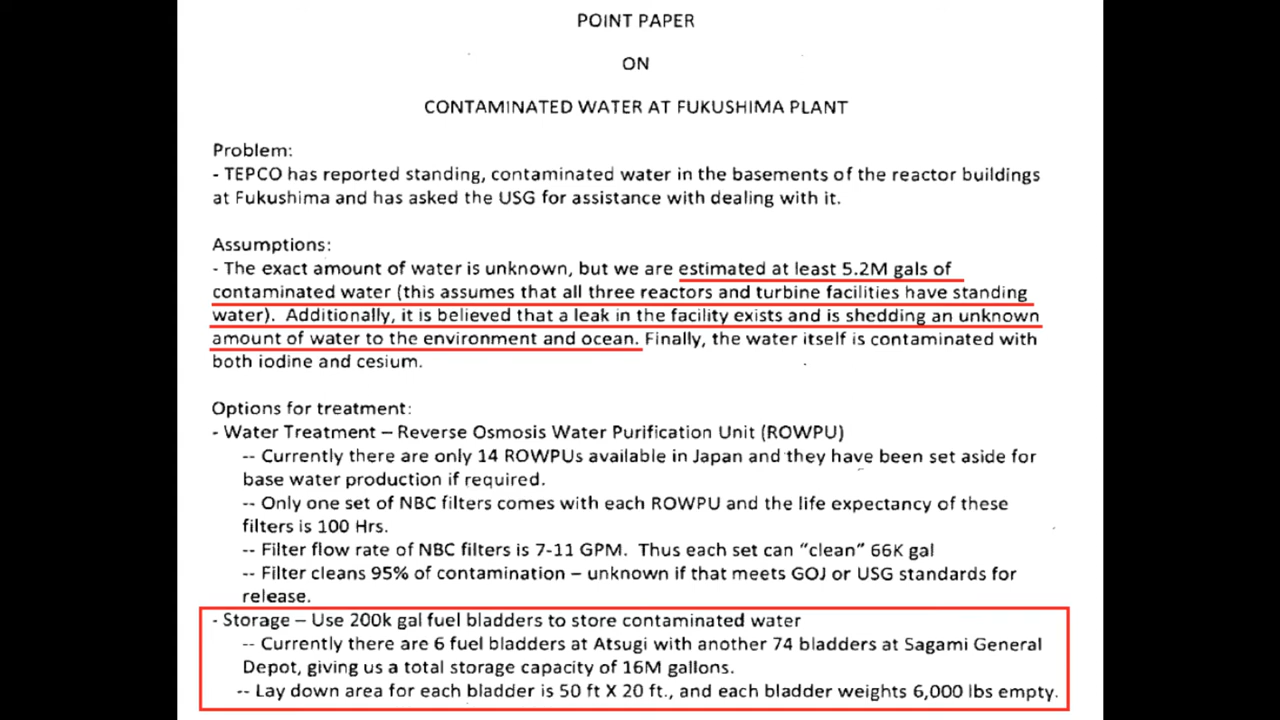 POINT PAPER
ON
CONTAMINATED WATER AT FUKUSHIMA PLANT
Problem:
- TEPCO has reported standing, contaminated water in the basements of the reactor buildings
at Fukushima and has asked the USG for assistance with dealing with it.
Assumptions:
- The exact amount of water is unknown, but we are estimated at least 5.2M gals of
contaminated water (this assumes that all three reactors and turbine facilities have standing
water). Additionally, it is believed that a leak in the facility exists and is shedding an unknown
amount of water to the environment and ocean. Finally, the water itself is contaminated with
both iodine and cesium.
Options for treatment:
- Water Treatment – Reverse Osmosis Water Purification Unit (ROWPU)
-- Currently there are only 14 ROWPUs available in Japan and they have been set aside for
base water production if required.
-- Only one set of NBC filters comes with each ROWPU and the life expectancy of these
filters is 100 Hrs.
-- Filter flow rate of NBC filters is 7-11 GPM. Thus each set can “clean” 66K gal
-- Filter cleans 95% of contamination – unknown if that meets GOJ or USG standards for
release.
- Storage – Use 200k gal fuel bladders to store contaminated water
-- Currently there are 6 fuel bladders at Atsugi with another 74 bladders at Sagami General
Depot, giving us a total storage capacity of 16M gallons.
-- Lay down area for each bladder is 50 ft X 20 ft., and each bladder weights 6,000 lbs empty.